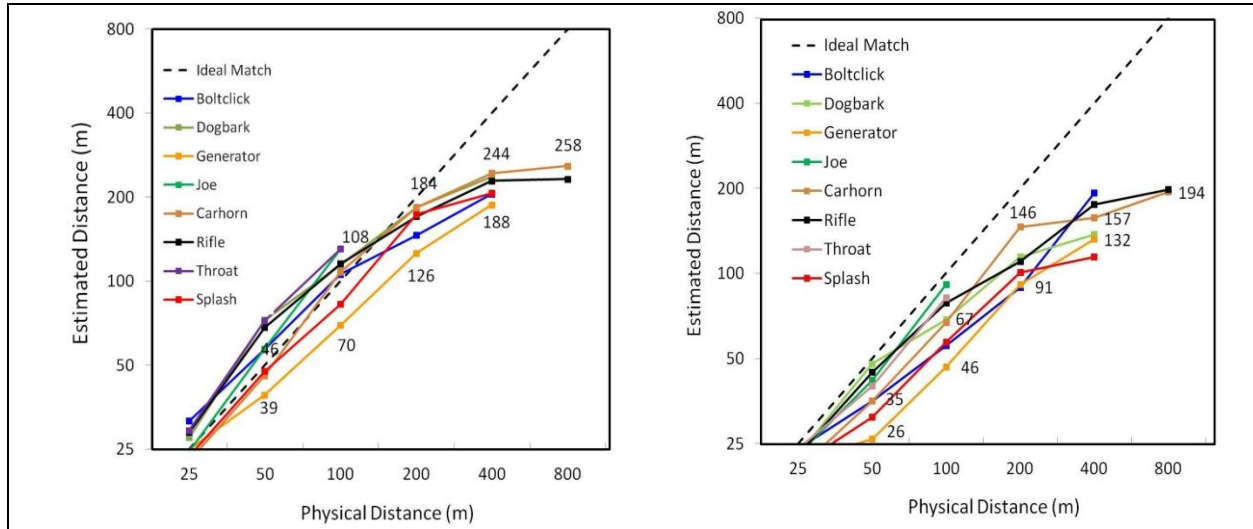 800
400
200
100
50
25
Estimated Distance (m)
Ideal Match
Boltclick
Dogbark
Generator
Joe
Carhorn
Rifle
Throat
Splash
258
244
184
188
108
126
46
70
39
25 50 100 200 400 800
Physical Distance (m)
800
400
200
100
50
25
Estimated Distance (m)
Ideal Match
Boltclick
Dogbark
Generator
Joe
Carhorn
Rifle
Throat
Splash
194
146
157
132
91
67
46
35
26
25 50 100 200 400 800
Physical Distance (m)